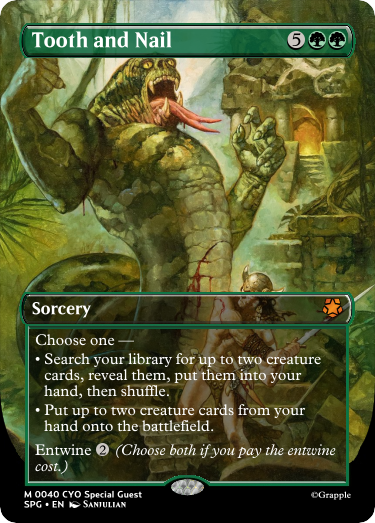 Tooth and Nail 5
Sorcery
Choose one —
• Search your library for up to two creature
cards, reveal them, put them into your
hand, then shuffle.
• Put up to two creature cards from your
hand onto the battlefield.
Entwine 2 (Choose both if you pay the entwine
cost.)
M 0040 CYO Special Guest
SPG • EN Sanjulian
©Grapple